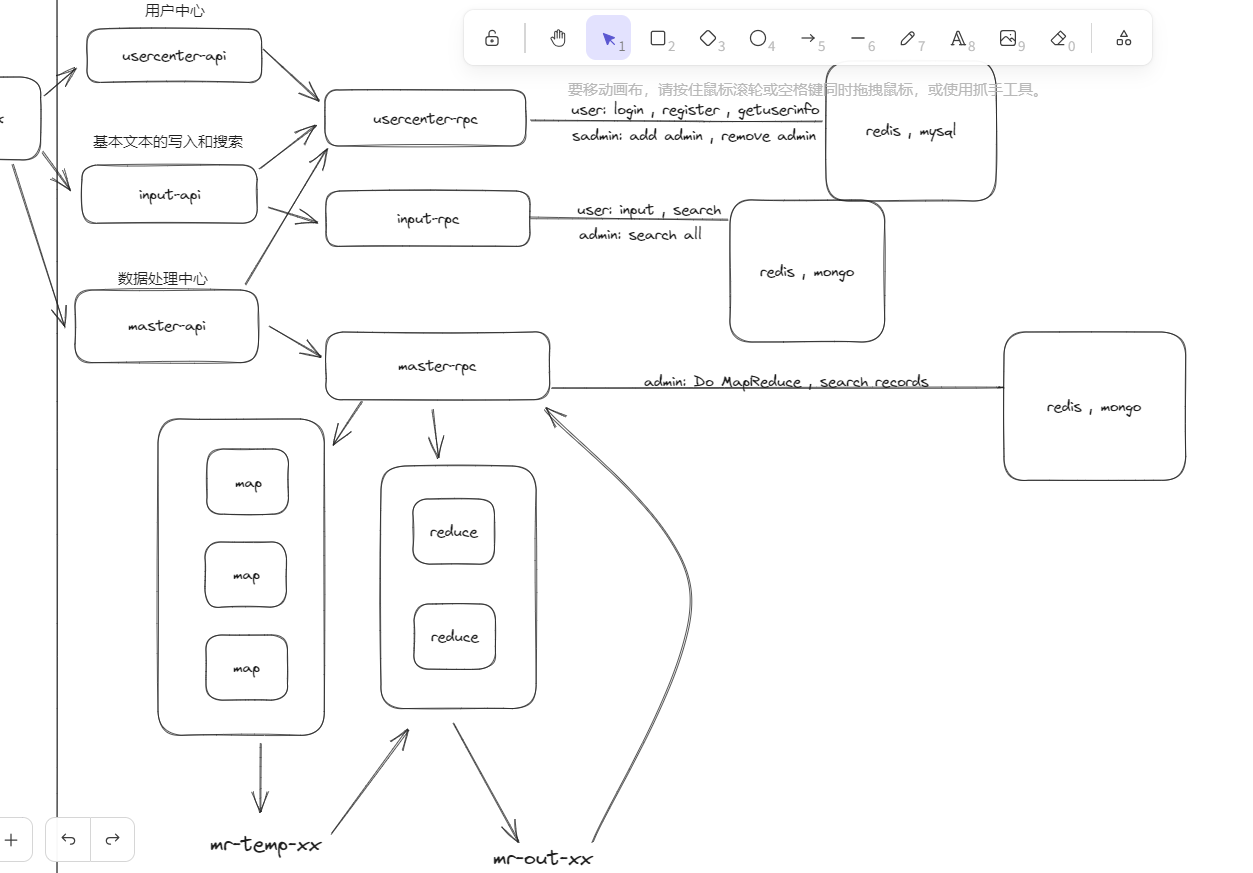 用户中心
1
2
3
4
5
6
7
8
9
0
usercenter-api
要移动画布，请按住鼠标滚轮或空格键同时拖拽鼠标，或使用抓手工具。
x
usercenter-rpc
user: login , register , getuserinfo
sadmin: add admin , remove admin
redis , mysql
基本文本的写入和搜索
input-api
input-rpc
user: input , search
admin: search all
redis , mongo
数据处理中心
master-api
master-rpc
admin: Do MapReduce , search records
redis , mongo
map
reduce
map
reduce
map
mr-temp-xx
mr-out-xx